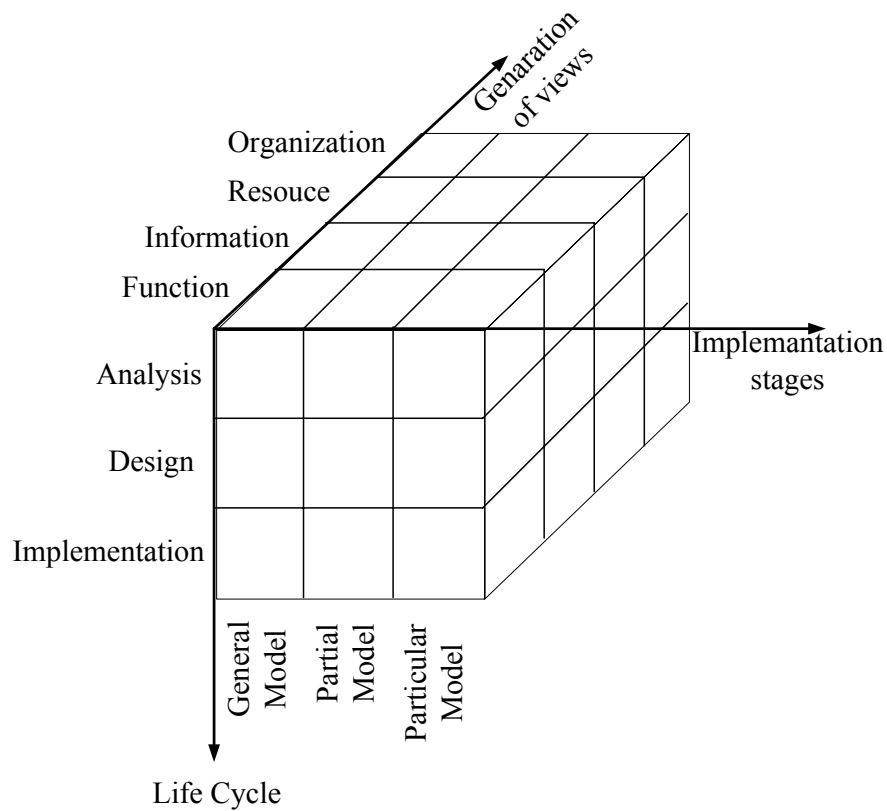 Genaration
of views
Organization
Resouce
Information
Function
Implemantation
stages
Analysis
Design
Implementation
General
Model
Partial
Model
Particular
Model
Life Cycle